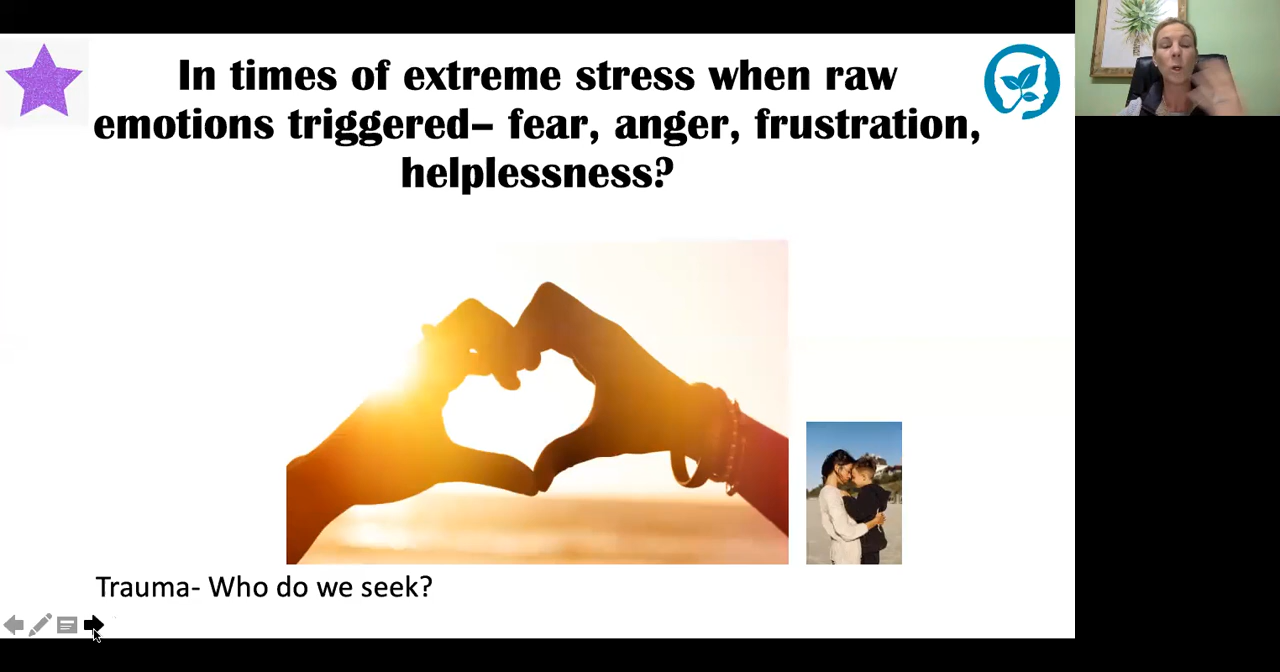 In times of extreme stress when raw
emotions triggered– fear, anger, frustration,
helplessness?
Trauma- Who do we seek?